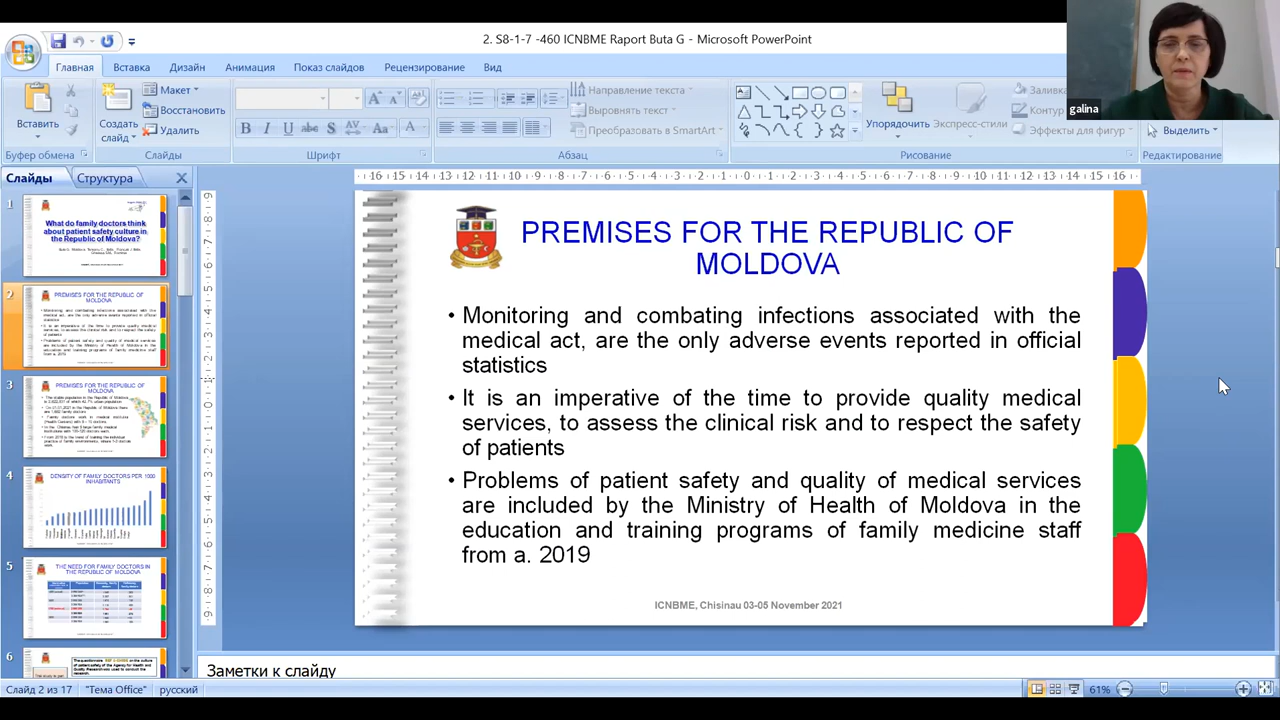 2. S8-1-7 -460 ICNBME Raport Buta G - Microsoft PowerPoint
Главная Вставка Дизайн Анимация Показ слайдов Рецензирование Вид
galina
Вставить
Создать слайд
Макет
Восстановить
Удалить
Направление текста
Выровнять текст
Преобразовать в SmartArt
Упорядочить
Экспресс-стили
Заливка
Контур
Эффекты для фигур
Выделить
Буфер обмена Слайды Шрифт Абзац Рисование Редактирование
Слайды Структура
1
What do family doctors think
about patient safety culture in
the Republic of Moldova?
2
PREMISES FOR THE REPUBLIC OF
MOLDOVA
3
PREMISES FOR THE REPUBLIC OF
MOLDOVA
4
DENSITY OF FAMILY DOCTORS PER 1000
INHABITANTS
5
THE NEED FOR FAMILY DOCTORS IN
THE REPUBLIC OF MOLDOVA
6
PREMISES FOR THE REPUBLIC OF
MOLDOVA
• Monitoring and combating infections associated with the
medical act, are the only adverse events reported in official
statistics
• It is an imperative of the time to provide quality medical
services, to assess the clinical risk and to respect the safety
of patients
• Problems of patient safety and quality of medical services
are included by the Ministry of Health of Moldova in the
education and training programs of family medicine staff
from a. 2019
ICNBME, Chisinau 03-05 November 2021
Заметки к слайду
Слайд 2 из 17 "Тема Office" русский 61%